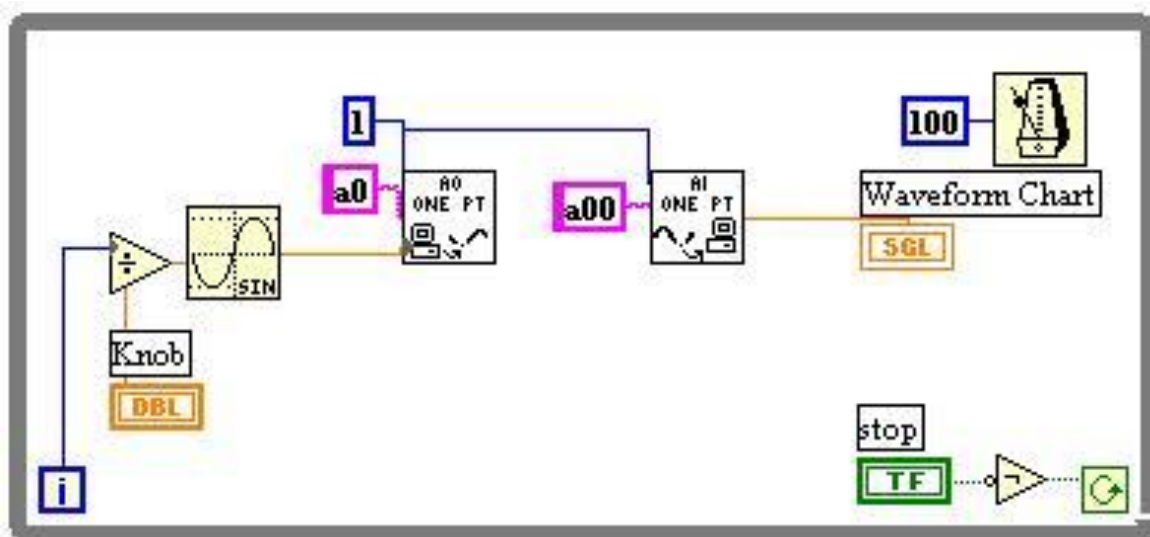 1
100
a0
AO
ONE PT
a00
AI
ONE PT
Waveform Chart
SGL
÷
SIN
Knob
DBL
stop
i
TF